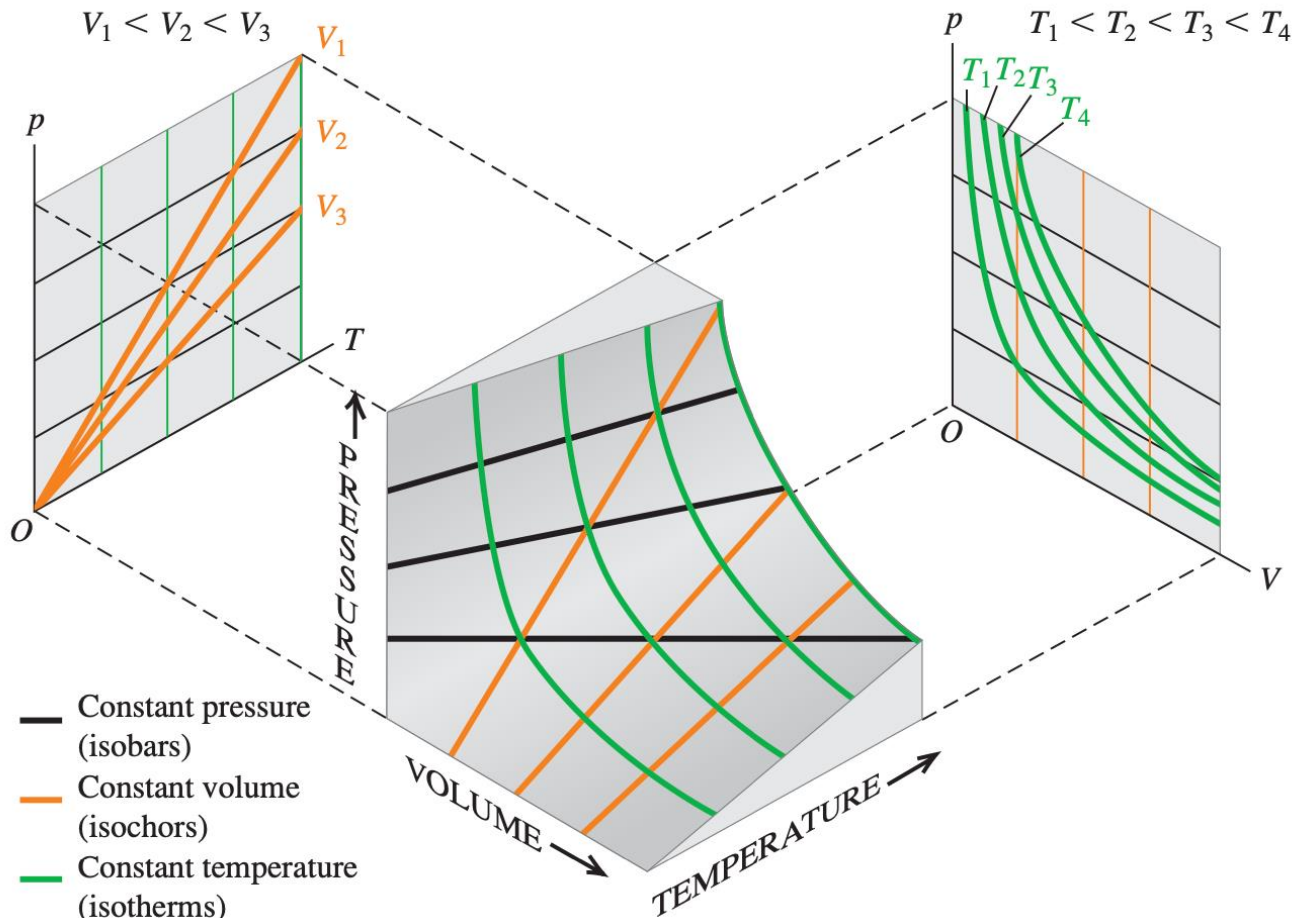 V₁ < V₂ < V₃
V₁
V₂
V₃
p
T
O
p
T₁ < T₂ < T₃ < T₄
T₁ T₂ T₃
T₄
O
V
PRESSURE
VOLUME
TEMPERATURE
Constant pressure
(isobars)
Constant volume
(isochors)
Constant temperature
(isotherms)